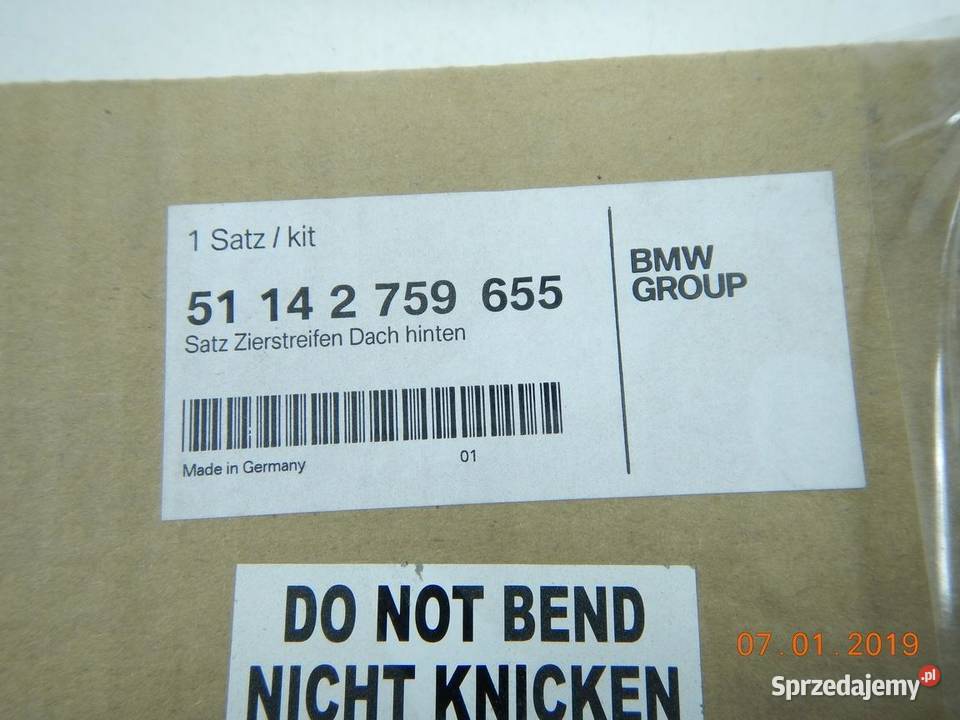 1 Satz / kit
51 14 2 759 655
Satz Zierstreifen Dach hinten
Made in Germany
01
BMW
GROUP
DO NOT BEND
NICHT KNICKEN
07.01.2019
Sprzedajemy.pl